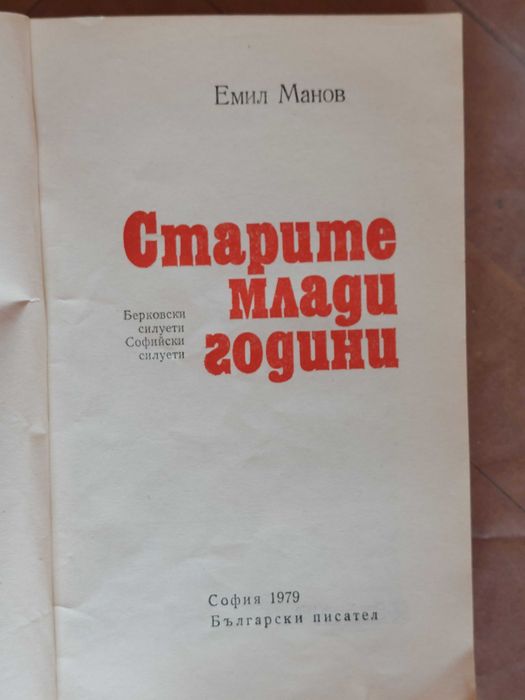 Емил Манов
Старите
млади
години
Берковски
силуети
Софийски
силуети
София 1979
Български писател